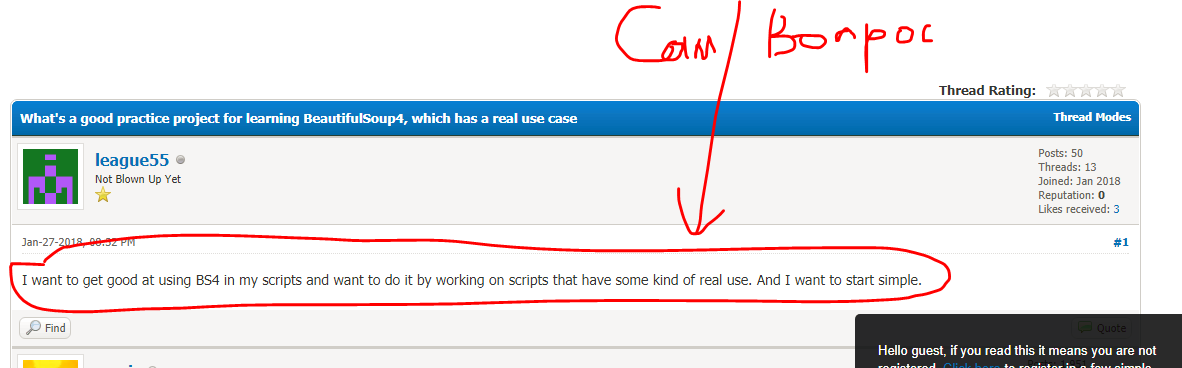 Сам Вопрос
Thread Rating:
What's a good practice project for learning BeautifulSoup4, which has a real use case
Thread Modes
league55
Not Blown Up Yet
Posts: 50
Threads: 13
Joined: Jan 2018
Reputation: 0
Likes received: 3
Jan-27-2018, 08:32 PM
#1
I want to get good at using BS4 in my scripts and want to do it by working on scripts that have some kind of real use. And I want to start simple.
Find
Quote
Hello guest, if you read this it means you are not
registered. Click here to register in a few simple